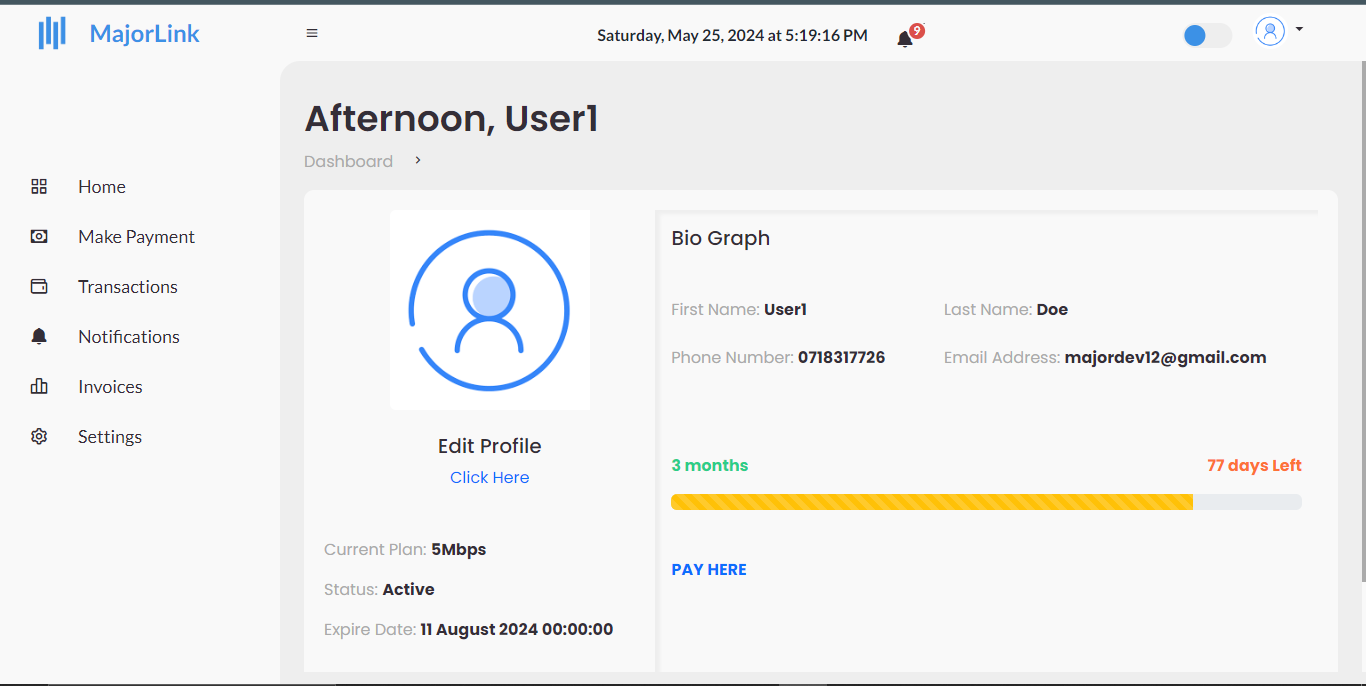 MajorLink
Saturday, May 25, 2024 at 5:19:16 PM
9
Afternoon, User1
Dashboard
Home
Make Payment
Transactions
Notifications
Invoices
Settings
Edit Profile
Click Here
Current Plan: 5Mbps
Status: Active
Expire Date: 11 August 2024 00:00:00
Bio Graph
First Name: User1
Last Name: Doe
Phone Number: 0718317726
Email Address: majordev12@gmail.com
3 months
77 days Left
PAY HERE